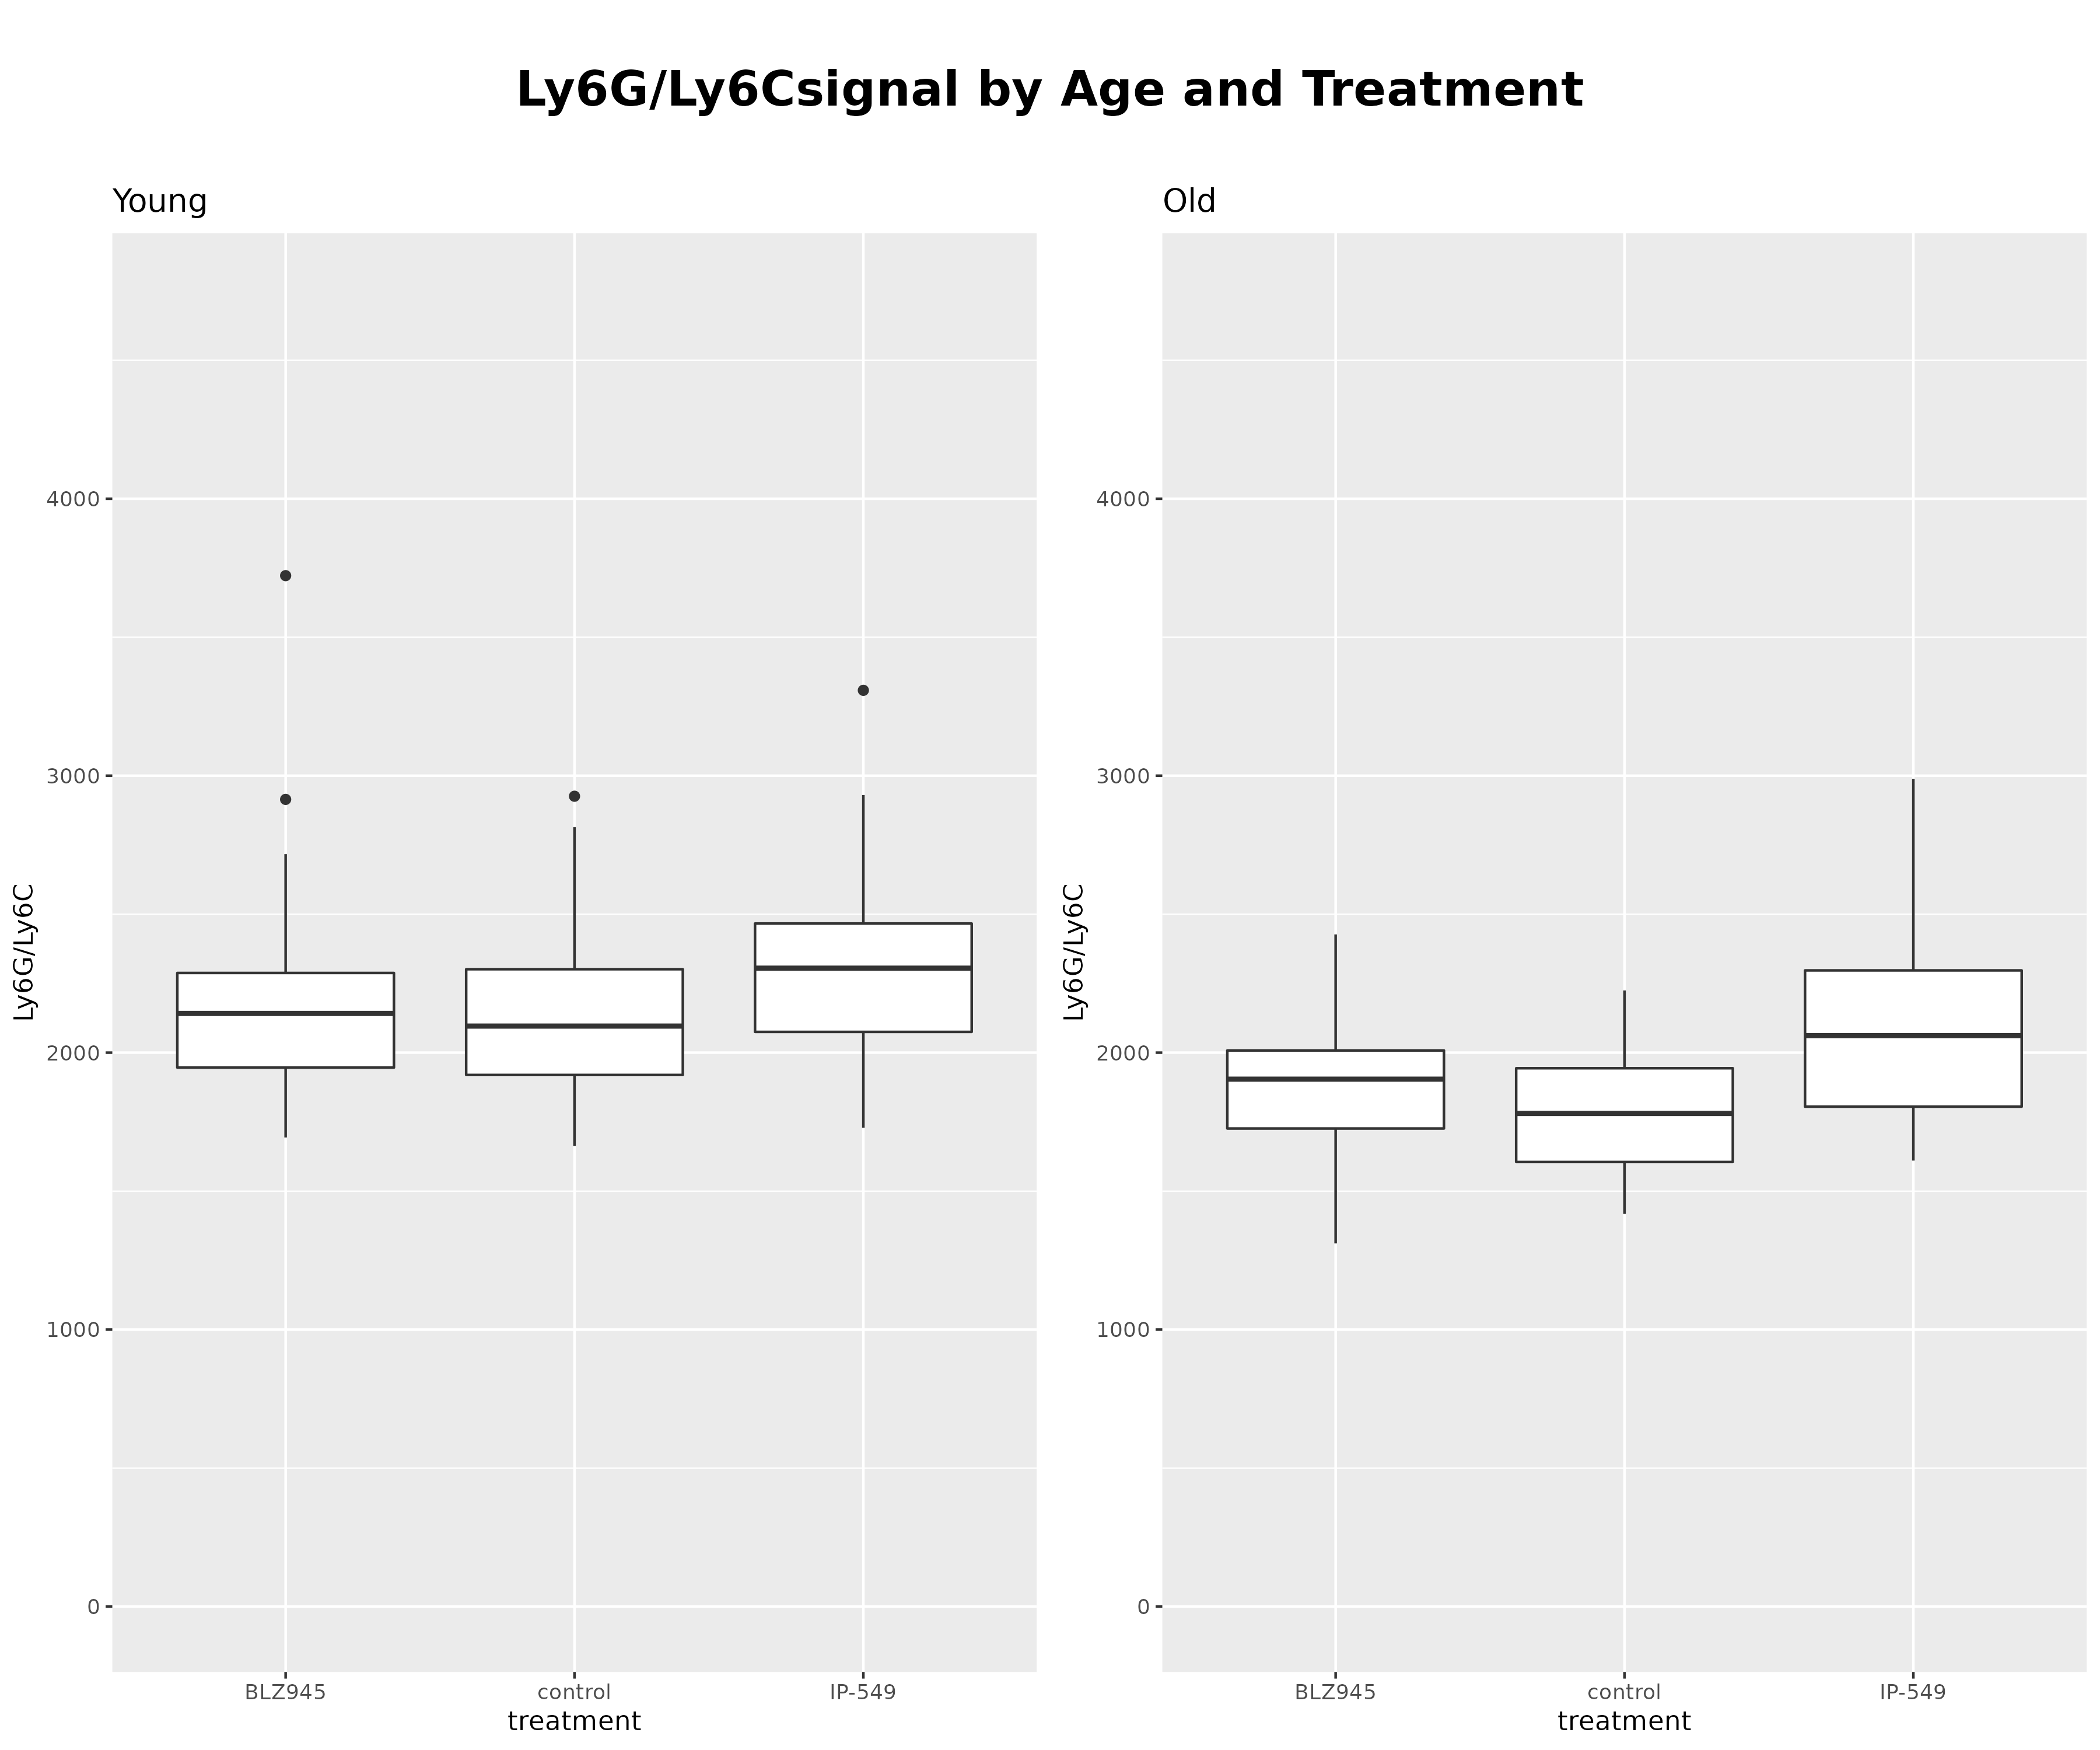 Ly6G/Ly6Csignal by Age and Treatment
Young
Ly6G/Ly6C
4000
3000
2000
1000
0
BLZ945 control IP-549
treatment
Old
Ly6G/Ly6C
4000
3000
2000
1000
0
BLZ945 control IP-549
treatment